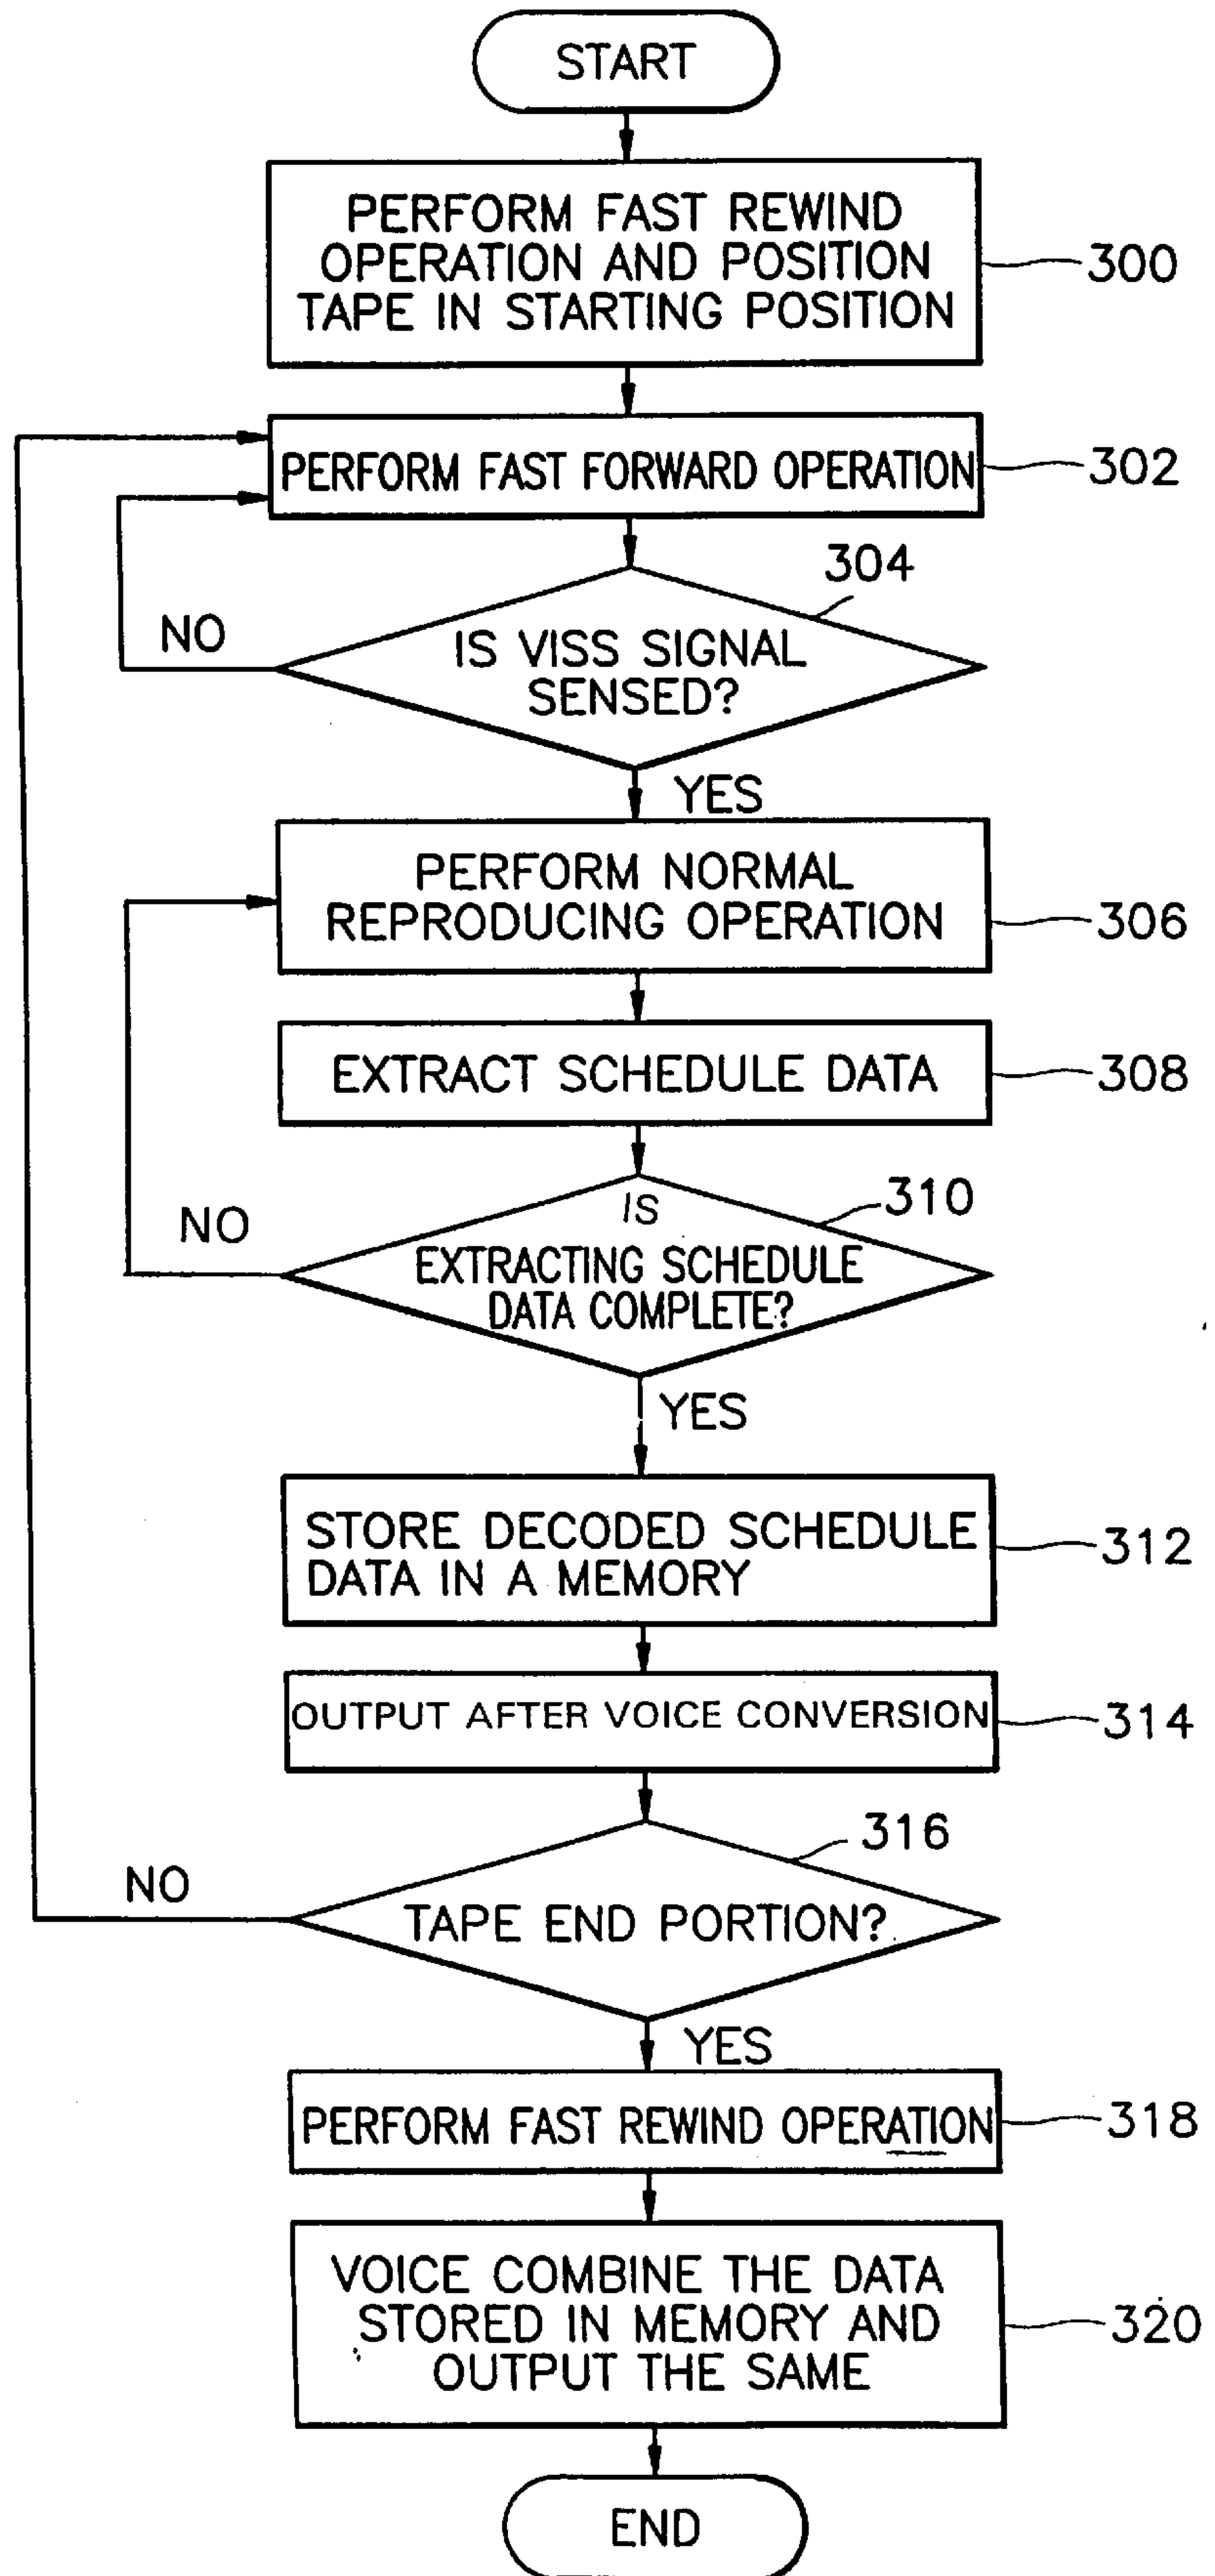 START
PERFORM FAST REWIND
OPERATION AND POSITION
TAPE IN STARTING POSITION
300
PERFORM FAST FORWARD OPERATION
302
304
IS VISS SIGNAL
SENSED?
NO
YES
PERFORM NORMAL
REPRODUCING OPERATION
306
EXTRACT SCHEDULE DATA
308
310
IS
EXTRACTING SCHEDULE
DATA COMPLETE?
NO
YES
STORE DECODED SCHEDULE
DATA IN A MEMORY
312
OUTPUT AFTER VOICE CONVERSION
314
316
TAPE END PORTION?
NO
YES
PERFORM FAST REWIND OPERATION
318
VOICE COMBINE THE DATA
STORED IN MEMORY AND
OUTPUT THE SAME
320
END